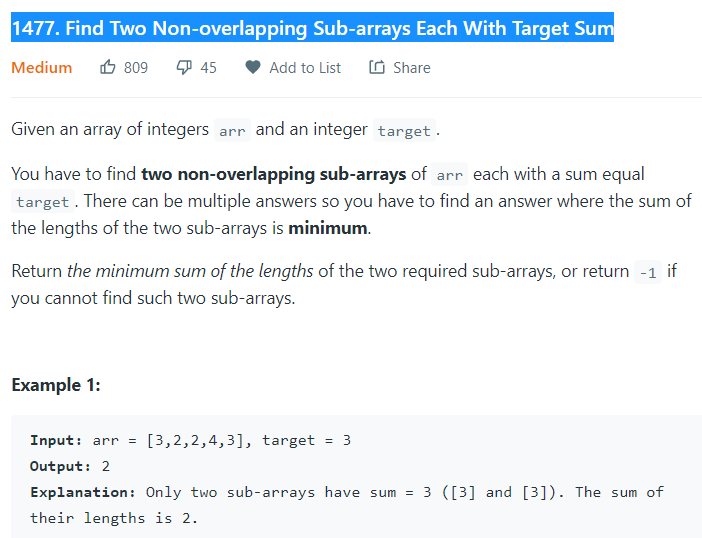 1477. Find Two Non-overlapping Sub-arrays Each With Target Sum
Medium 809 45 Add to List Share
Given an array of integers arr and an integer target.
You have to find two non-overlapping sub-arrays of arr each with a sum equal
target. There can be multiple answers so you have to find an answer where the sum of
the lengths of the two sub-arrays is minimum.
Return the minimum sum of the lengths of the two required sub-arrays, or return -1 if
you cannot find such two sub-arrays.
Example 1:
Input: arr = [3,2,2,4,3], target = 3
Output: 2
Explanation: Only two sub-arrays have sum = 3 ([3] and [3]). The sum of
their lengths is 2.